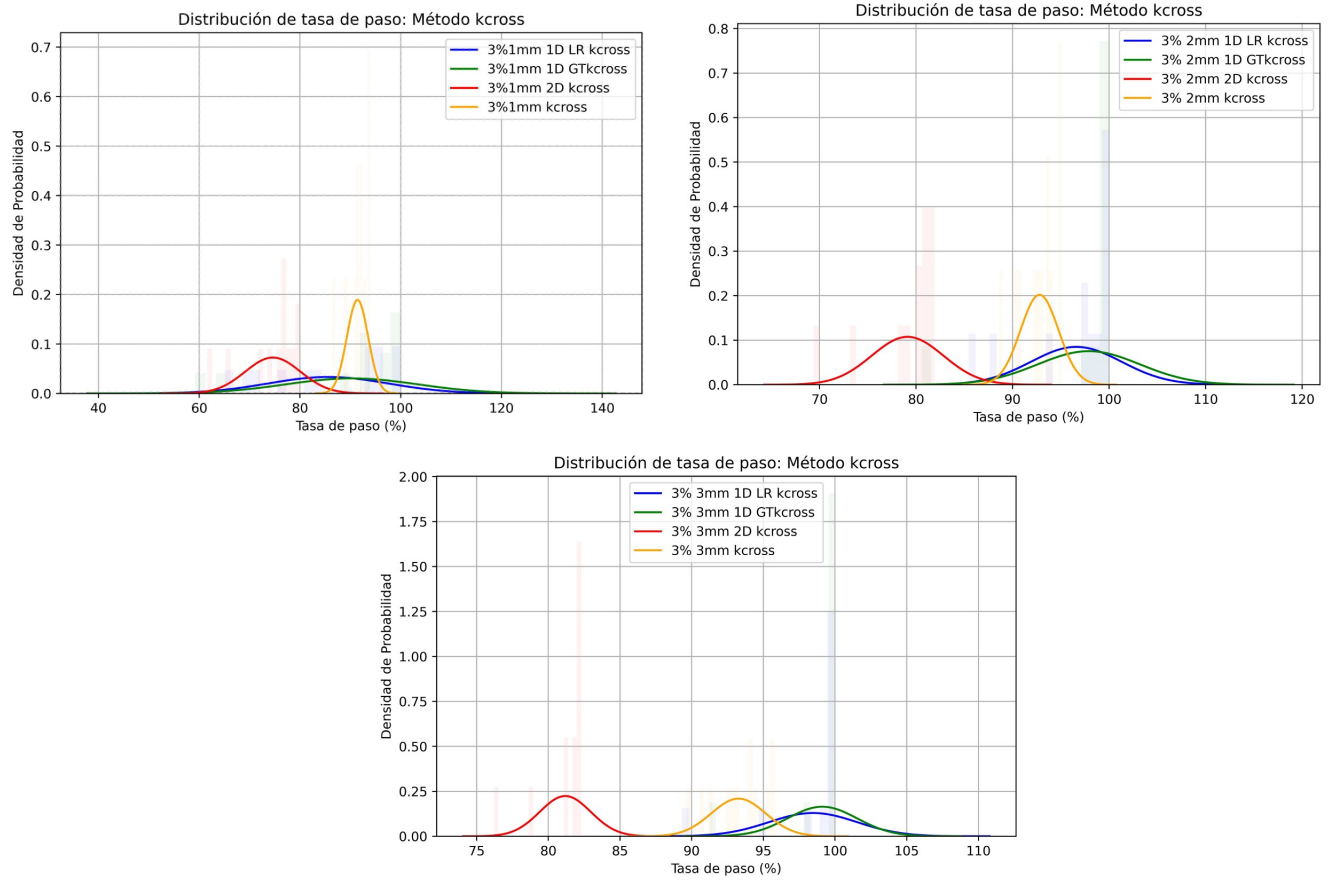 Distribución de tasa de paso: Método kcross
0.7
0.6
0.5
0.4
0.3
0.2
0.1
0.0
Densidad de Probabilidad
3%1mm 1D LR kcross
3%1mm 1D GTkcross
3%1mm 2D kcross
3%1mm kcross
40 60 80 100 120 140
Tasa de paso (%)
Distribución de tasa de paso: Método kcross
0.8
0.7
0.6
0.5
0.4
0.3
0.2
0.1
0.0
Densidad de Probabilidad
3% 2mm 1D LR kcross
3% 2mm 1D GTkcross
3% 2mm 2D kcross
3% 2mm kcross
70 80 90 100 110 120
Tasa de paso (%)
Distribución de tasa de paso: Método kcross
2.00
1.75
1.50
1.25
1.00
0.75
0.50
0.25
0.00
Densidad de Probabilidad
3% 3mm 1D LR kcross
3% 3mm 1D GTkcross
3% 3mm 2D kcross
3% 3mm kcross
75 80 85 90 95 100 105 110
Tasa de paso (%)